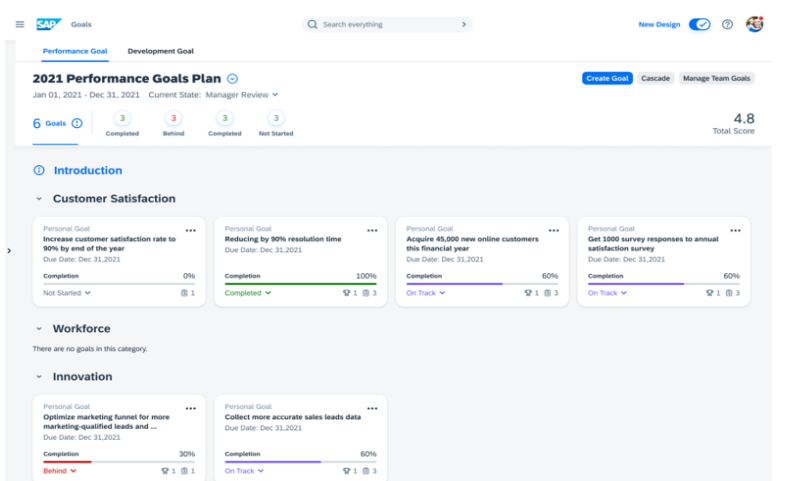 SAP Goals Search everything New Design
Performance Goal Development Goal
2021 Performance Goals Plan Create Goal Cascade Manage Team Goals
Jan 01, 2021 - Dec 31, 2021 Current State: Manager Review
6 Goals 3 3 3 3 4.8
Completed Behind Completed Not Started Total Score
Introduction
Customer Satisfaction
Personal Goal
Increase customer satisfaction rate to
90% by end of the year
Due Date: Dec 31,2021
Completion 0%
Not Started 1
Personal Goal
Reducing by 90% resolution time
Due Date: Dec 31,2021
Completion 100%
Completed 1 3
Personal Goal
Acquire 45,000 new online customers
this financial year
Due Date: Dec 31,2021
Completion 60%
On Track 1 3
Personal Goal
Get 1000 survey responses to annual
satisfaction survey
Due Date: Dec 31,2021
Completion 60%
On Track 1 3
Workforce
There are no goals in this category.
Innovation
Personal Goal
Optimize marketing funnel for more
marketing-qualified leads and ...
Due Date: Dec 31,2021
Completion 30%
Behind 1 1
Personal Goal
Collect more accurate sales leads data
Due Date: Dec 31,2021
Completion 60%
On Track 1 3